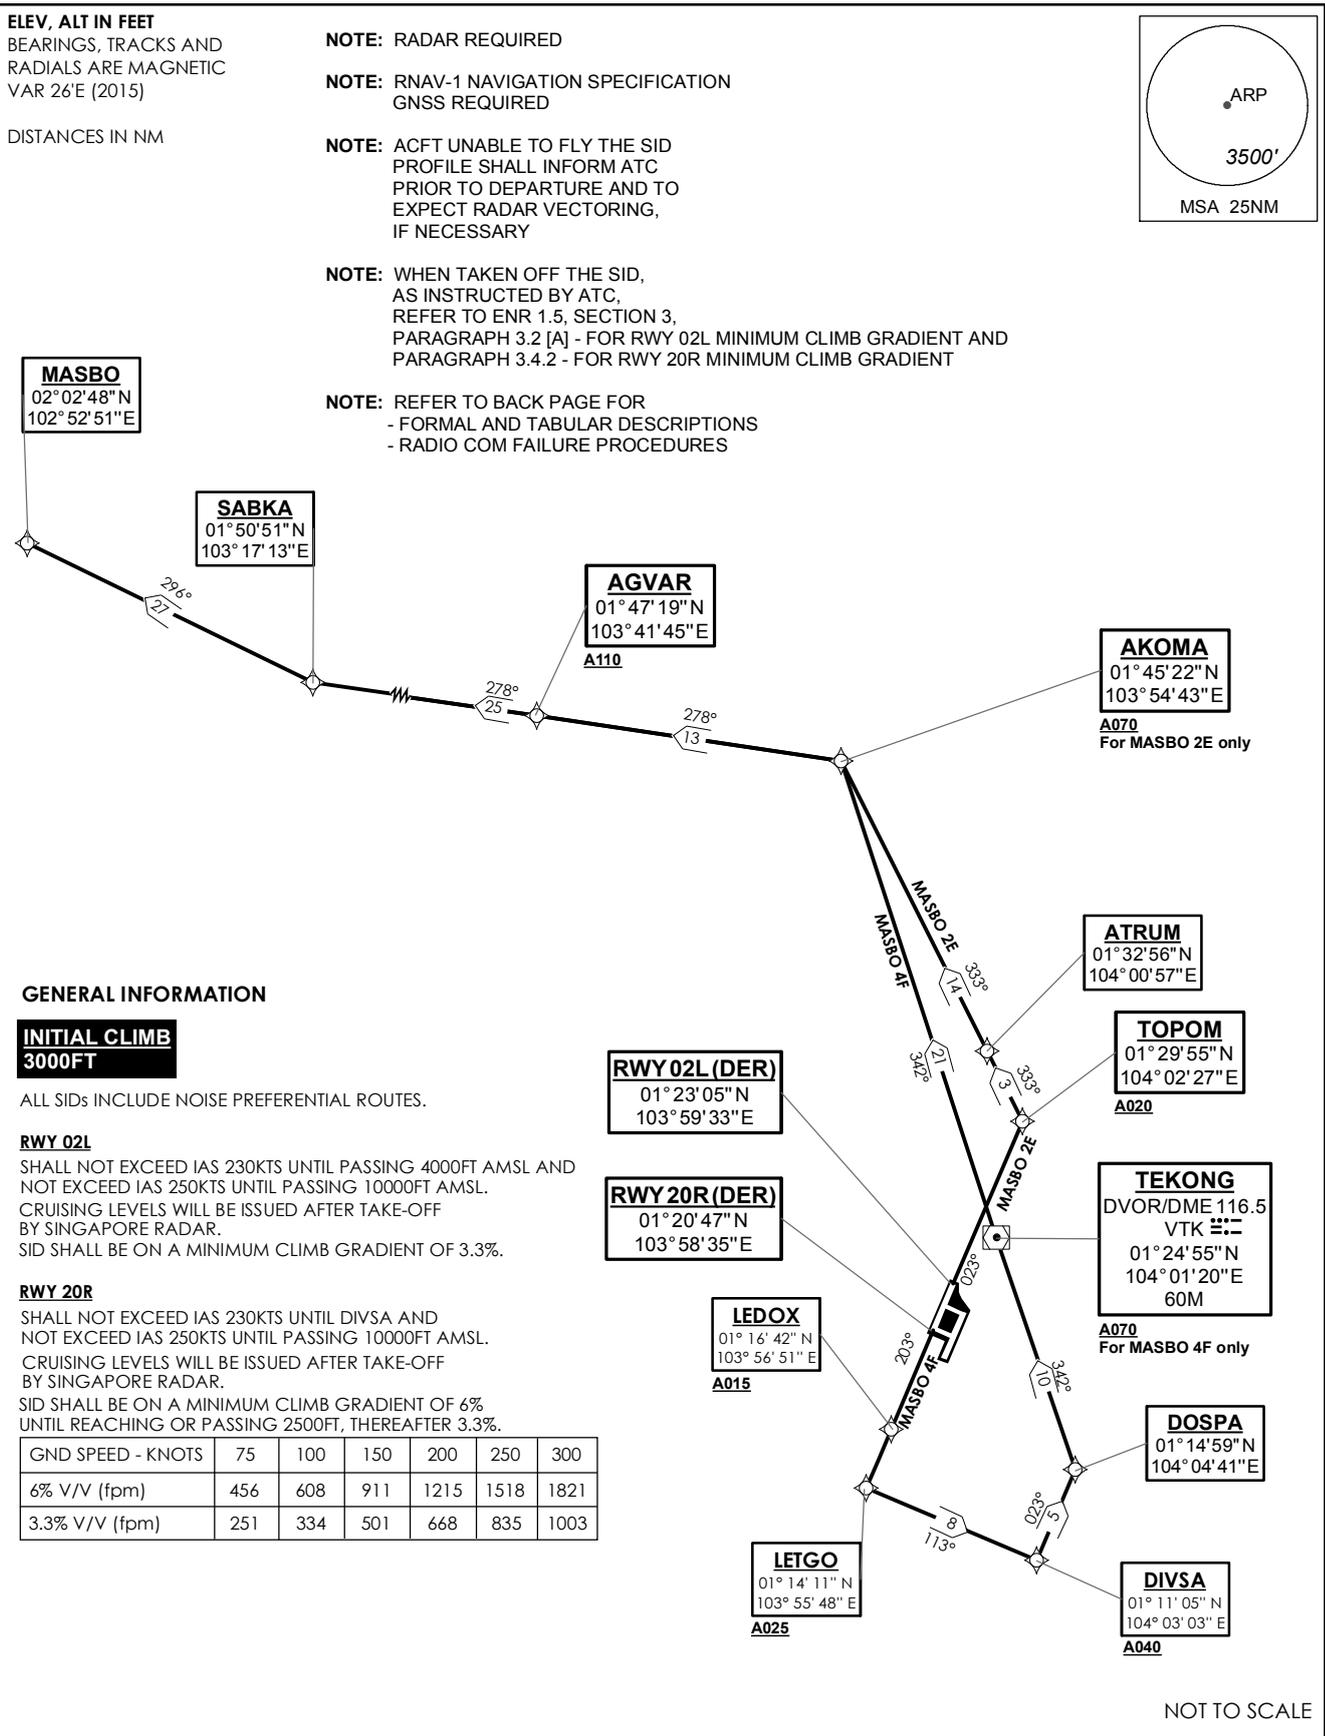 ELEV, ALT IN FEET
BEARINGS, TRACKS AND
RADIALS ARE MAGNETIC
VAR 26'E (2015)
DISTANCES IN NM
NOTE: RADAR REQUIRED
NOTE: RNAV-1 NAVIGATION SPECIFICATION
GNSS REQUIRED
NOTE: ACFT UNABLE TO FLY THE SID
PROFILE SHALL INFORM ATC
PRIOR TO DEPARTURE AND TO
EXPECT RADAR VECTORING,
IF NECESSARY
NOTE: WHEN TAKEN OFF THE SID,
AS INSTRUCTED BY ATC,
REFER TO ENR 1.5, SECTION 3,
PARAGRAPH 3.2 [A] - FOR RWY 02L MINIMUM CLIMB GRADIENT AND
PARAGRAPH 3.4.2 - FOR RWY 20R MINIMUM CLIMB GRADIENT
NOTE: REFER TO BACK PAGE FOR
- FORMAL AND TABULAR DESCRIPTIONS
- RADIO COM FAILURE PROCEDURES
ARP
3500'
MSA 25NM
MASBO
02°02'48"N
102°52'51"E
SABKA
01°50'51"N
103°17'13"E
AGVAR
01°47'19"N
103°41'45"E
A110
AKOMA
01°45'22"N
103°54'43"E
A070
For MASBO 2E only
296°
27
278°
25
278°
13
MASBO 2E
MASBO 4F
333°
14
342°
21
333°
3
ATRUM
01°32'56"N
104°00'57"E
TOPOM
01°29'55"N
104°02'27"E
A020
MASBO 2E
RWY 02L (DER)
01°23'05"N
103°59'33"E
RWY 20R (DER)
01°20'47"N
103°58'35"E
TEKONG
DVOR/DME 116.5
VTK
01°24'55"N
104°01'20"E
60M
A070
For MASBO 4F only
023°
203°
MASBO 4F
LEDOX
01° 16' 42" N
103° 56' 51" E
A015
342°
10
DOSPA
01°14'59"N
104°04'41"E
023°
5
8
113°
LETGO
01° 14' 11" N
103° 55' 48" E
A025
DIVSA
01° 11' 05" N
104° 03' 03" E
A040
GENERAL INFORMATION
INITIAL CLIMB
3000FT
ALL SIDs INCLUDE NOISE PREFERENTIAL ROUTES.
RWY 02L
SHALL NOT EXCEED IAS 230KTS UNTIL PASSING 4000FT AMSL AND
NOT EXCEED IAS 250KTS UNTIL PASSING 10000FT AMSL.
CRUISING LEVELS WILL BE ISSUED AFTER TAKE-OFF
BY SINGAPORE RADAR.
SID SHALL BE ON A MINIMUM CLIMB GRADIENT OF 3.3%.
RWY 20R
SHALL NOT EXCEED IAS 230KTS UNTIL DIVSA AND
NOT EXCEED IAS 250KTS UNTIL PASSING 10000FT AMSL.
CRUISING LEVELS WILL BE ISSUED AFTER TAKE-OFF
BY SINGAPORE RADAR.
SID SHALL BE ON A MINIMUM CLIMB GRADIENT OF 6%
UNTIL REACHING OR PASSING 2500FT, THEREAFTER 3.3%.
GND SPEED - KNOTS 75 100 150 200 250 300
6% V/V (fpm) 456 608 911 1215 1518 1821
3.3% V/V (fpm) 251 334 501 668 835 1003
NOT TO SCALE